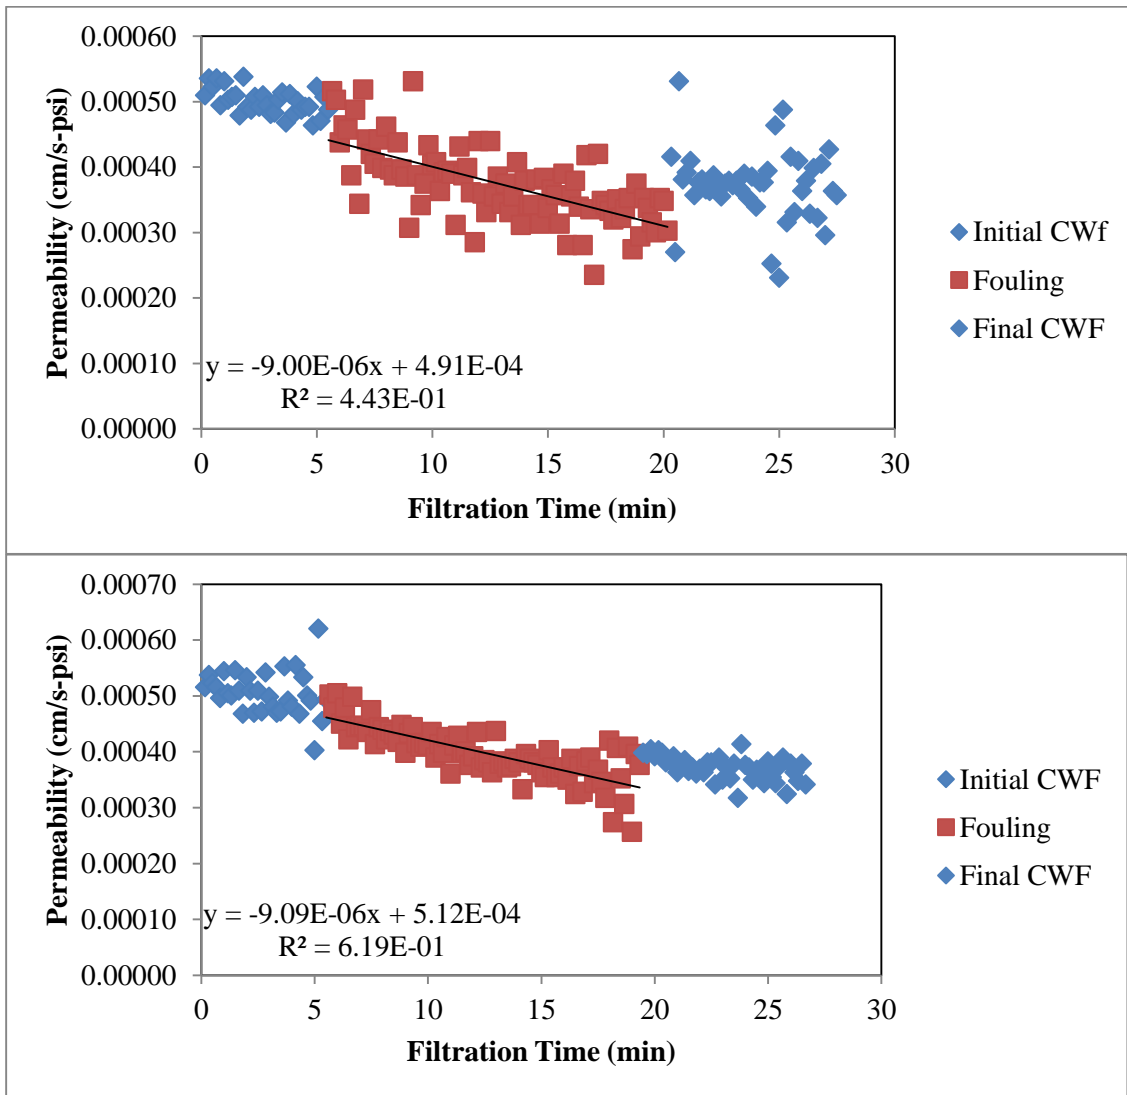 0.00060
0.00050
0.00040
0.00030
0.00020
0.00010
0.00000
Permeability (cm/s-psi)
y = -9.00E-06x + 4.91E-04
R² = 4.43E-01
0 5 10 15 20 25 30
Filtration Time (min)
Initial CWf
Fouling
Final CWF
0.00070
0.00060
0.00050
0.00040
0.00030
0.00020
0.00010
0.00000
Permeability (cm/s-psi)
y = -9.09E-06x + 5.12E-04
R² = 6.19E-01
0 5 10 15 20 25 30
Filtration Time (min)
Initial CWF
Fouling
Final CWF